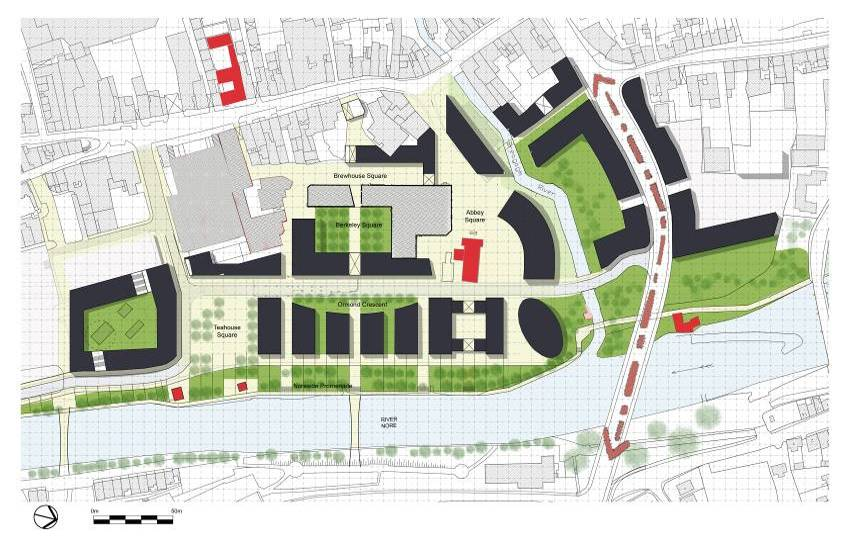 Brewhouse Square
Abbey
Square
Berkeley Square
River
Ormond Crescent
Teahouse
Square
Noreside Promenade
RIVER
NORE
0m
50m